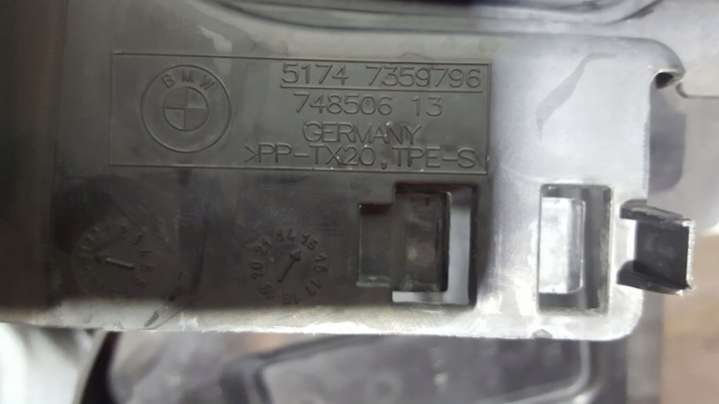 BMW
5174 7359796
748506 13
GERMANY
>PP-TX20, TPE-S